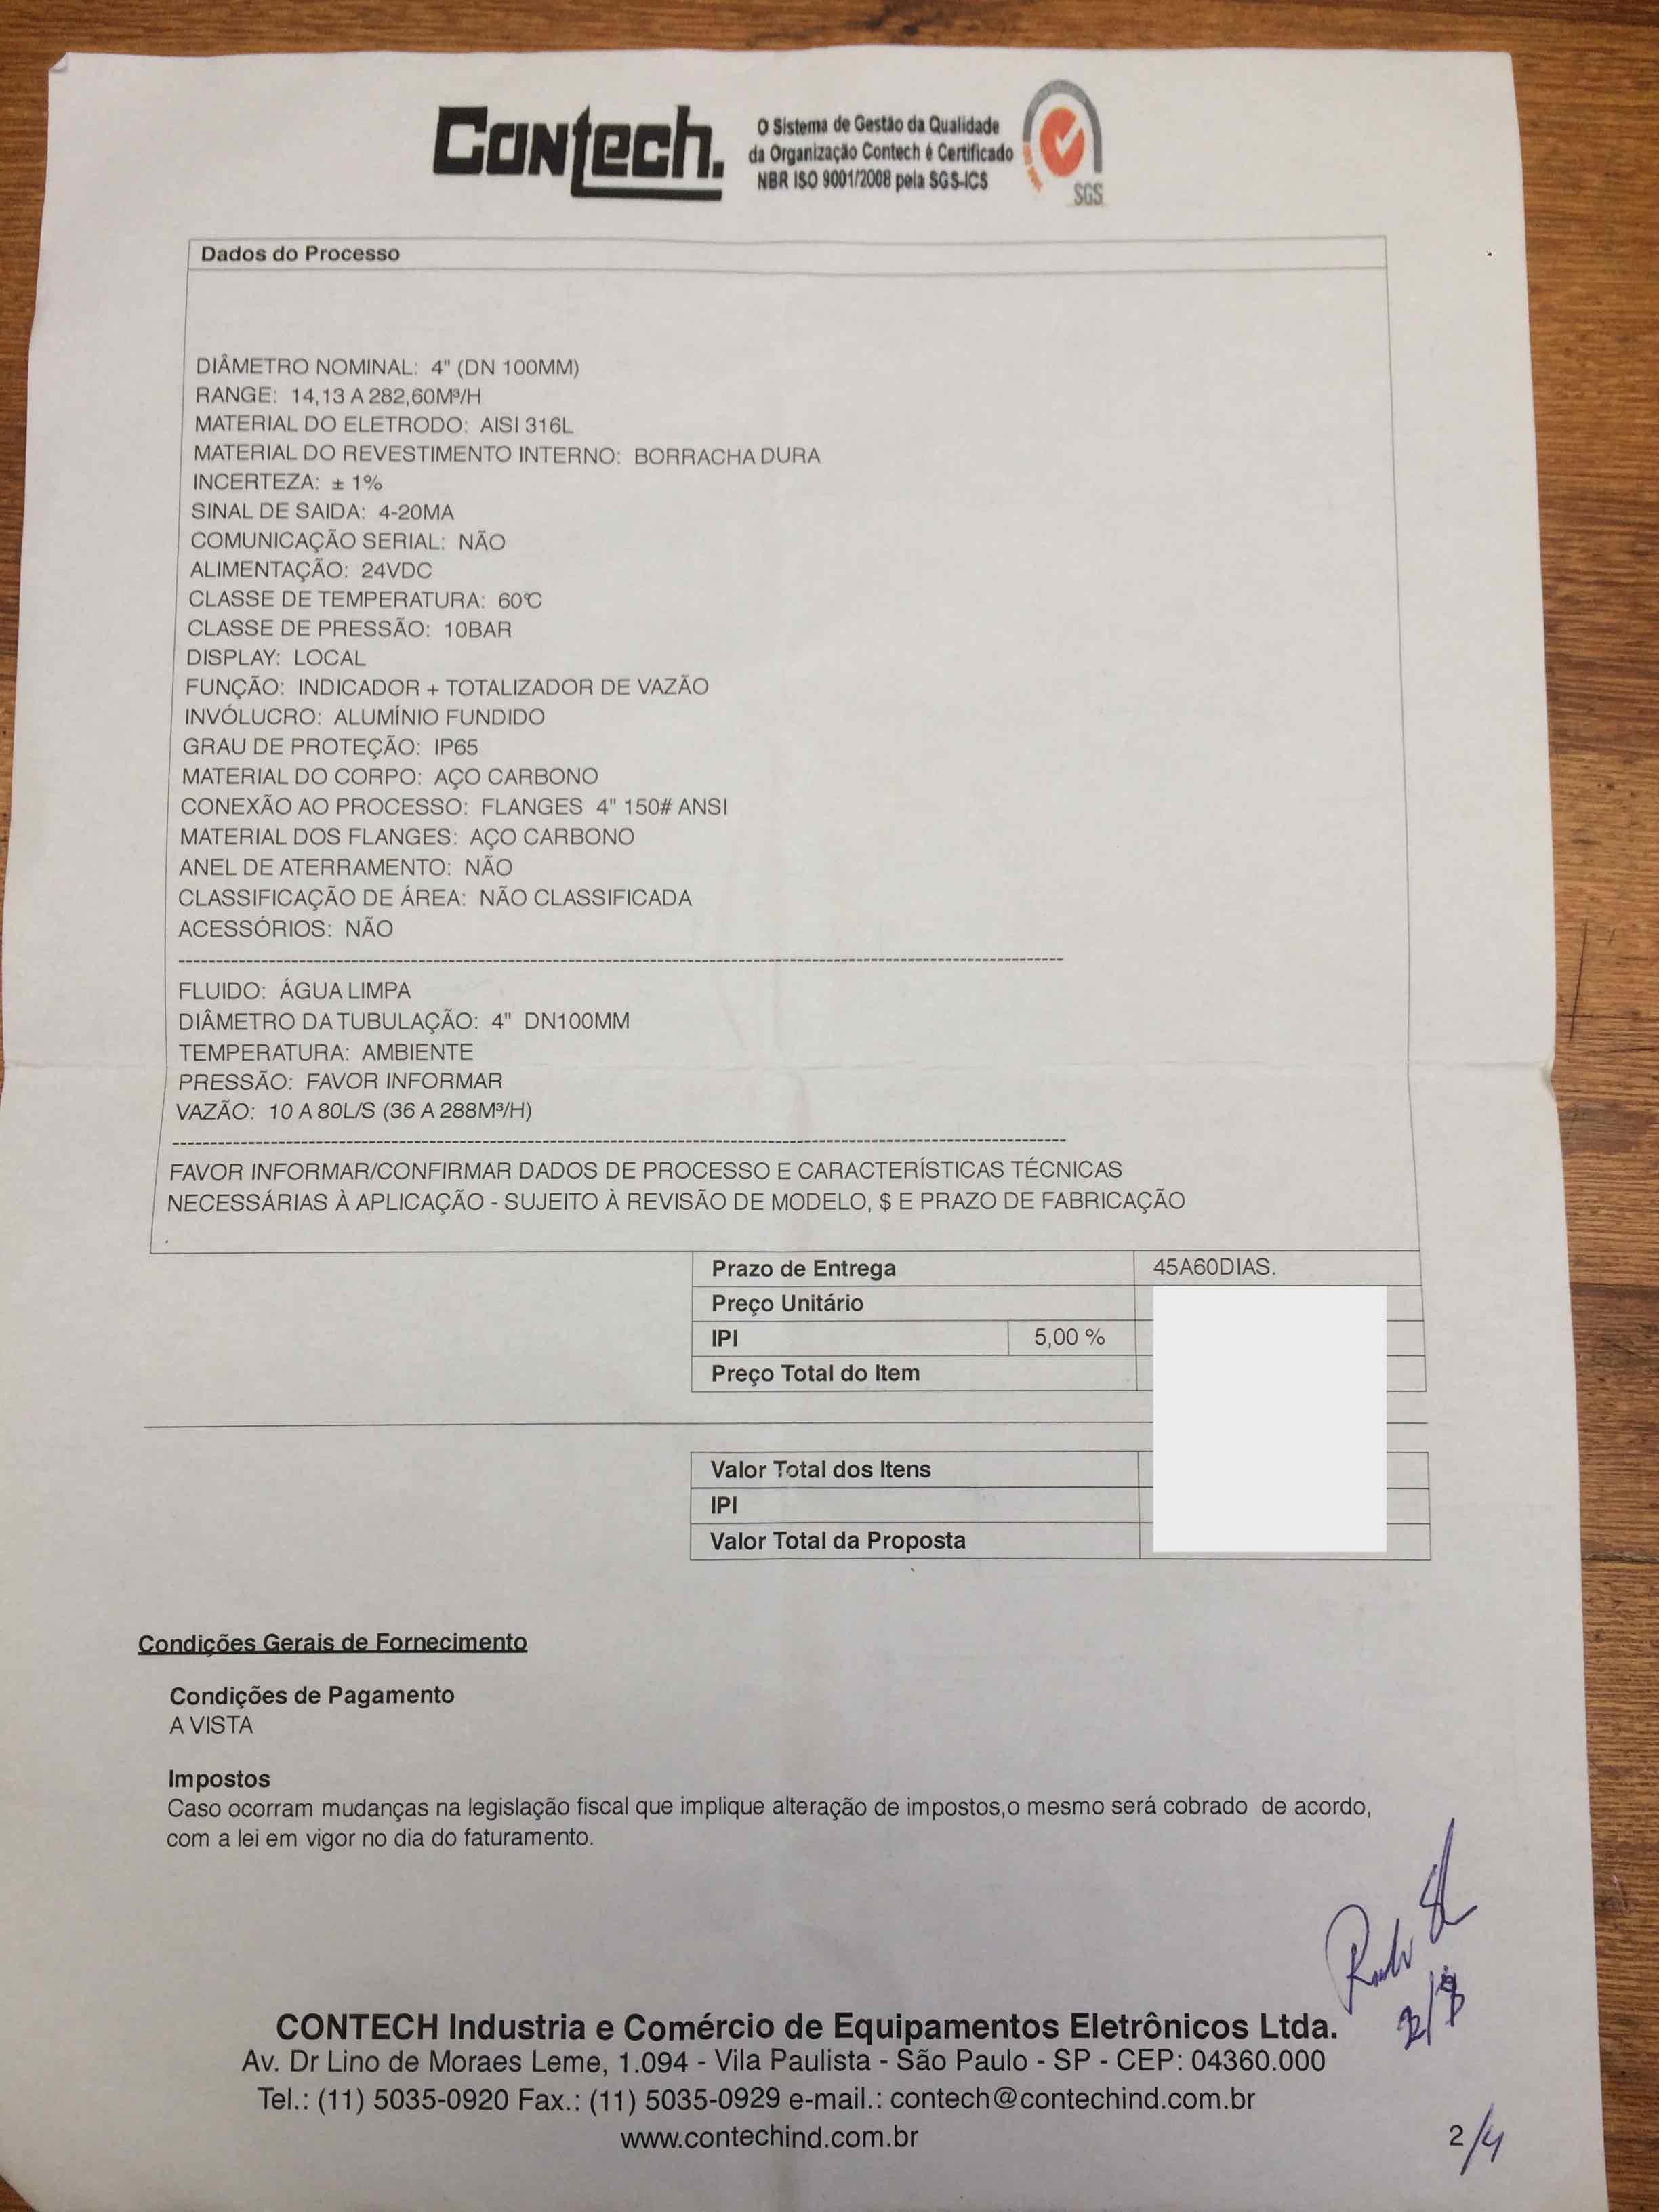 Contech.
O Sistema de Gestão da Qualidade
da Organização Contech é Certificado
NBR ISO 9001/2008 pela SGS-ICS
SGS
Dados do Processo
DIÂMETRO NOMINAL: 4" (DN 100MM)
RANGE: 14,13 A 282,60M³/H
MATERIAL DO ELETRODO: AISI 316L
MATERIAL DO REVESTIMENTO INTERNO: BORRACHA DURA
INCERTEZA: ± 1%
SINAL DE SAIDA: 4-20MA
COMUNICAÇÃO SERIAL: NÃO
ALIMENTAÇÃO: 24VDC
CLASSE DE TEMPERATURA: 60°C
CLASSE DE PRESSÃO: 10BAR
DISPLAY: LOCAL
FUNÇÃO: INDICADOR + TOTALIZADOR DE VAZÃO
INVÓLUCRO: ALUMÍNIO FUNDIDO
GRAU DE PROTEÇÃO: IP65
MATERIAL DO CORPO: AÇO CARBONO
CONEXÃO AO PROCESSO: FLANGES 4" 150# ANSI
MATERIAL DOS FLANGES: AÇO CARBONO
ANEL DE ATERRAMENTO: NÃO
CLASSIFICAÇÃO DE ÁREA: NÃO CLASSIFICADA
ACESSÓRIOS: NÃO
FLUIDO: ÁGUA LIMPA
DIÂMETRO DA TUBULAÇÃO: 4" DN100MM
TEMPERATURA: AMBIENTE
PRESSÃO: FAVOR INFORMAR
VAZÃO: 10 A 80L/S (36 A 288M³/H)
FAVOR INFORMAR/CONFIRMAR DADOS DE PROCESSO E CARACTERÍSTICAS TÉCNICAS
NECESSÁRIAS À APLICAÇÃO - SUJEITO À REVISÃO DE MODELO, $ E PRAZO DE FABRICAÇÃO
.
Prazo de Entrega 45A60DIAS.
Preço Unitário
IPI 5,00 %
Preço Total do Item
Valor Total dos Itens
IPI
Valor Total da Proposta
Condições Gerais de Fornecimento
Condições de Pagamento
A VISTA
Impostos
Caso ocorram mudanças na legislação fiscal que implique alteração de impostos,o mesmo será cobrado de acordo,
com a lei em vigor no dia do faturamento.
CONTECH Industria e Comércio de Equipamentos Eletrônicos Ltda.
Av. Dr Lino de Moraes Leme, 1.094 - Vila Paulista - São Paulo - SP - CEP: 04360.000
Tel.: (11) 5035-0920 Fax.: (11) 5035-0929 e-mail.: contech@contechind.com.br
www.contechind.com.br
2/4